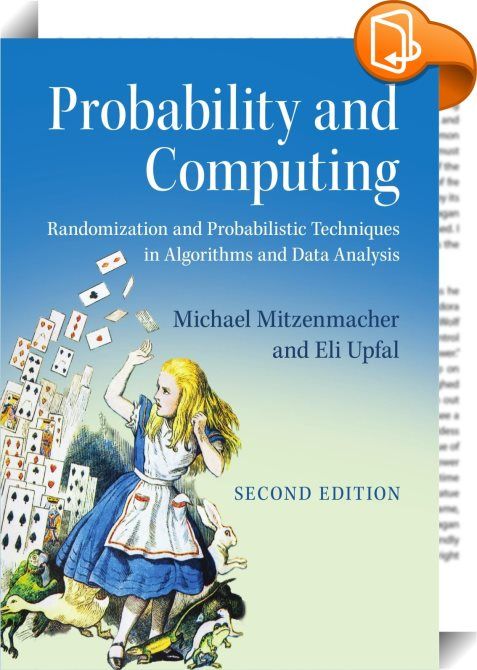 Probability and
Computing
Randomization and Probabilistic Techniques
in Algorithms and Data Analysis
Michael Mitzenmacher
and Eli Upfal
SECOND EDITION